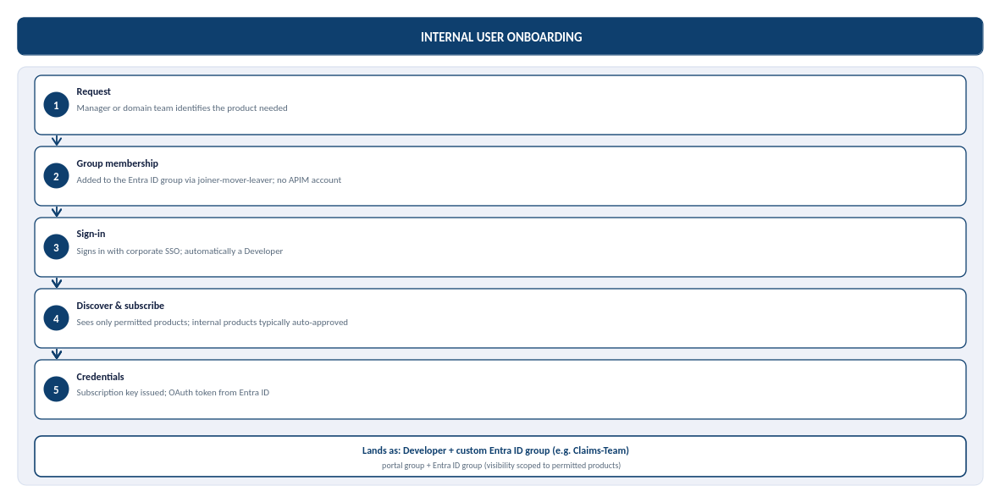 INTERNAL USER ONBOARDING
1
Request
Manager or domain team identifies the product needed
2
Group membership
Added to the Entra ID group via joiner-mover-leaver; no APIM account
3
Sign-in
Signs in with corporate SSO; automatically a Developer
4
Discover & subscribe
Sees only permitted products; internal products typically auto-approved
5
Credentials
Subscription key issued; OAuth token from Entra ID
Lands as: Developer + custom Entra ID group (e.g. Claims-Team)
portal group + Entra ID group (visibility scoped to permitted products)